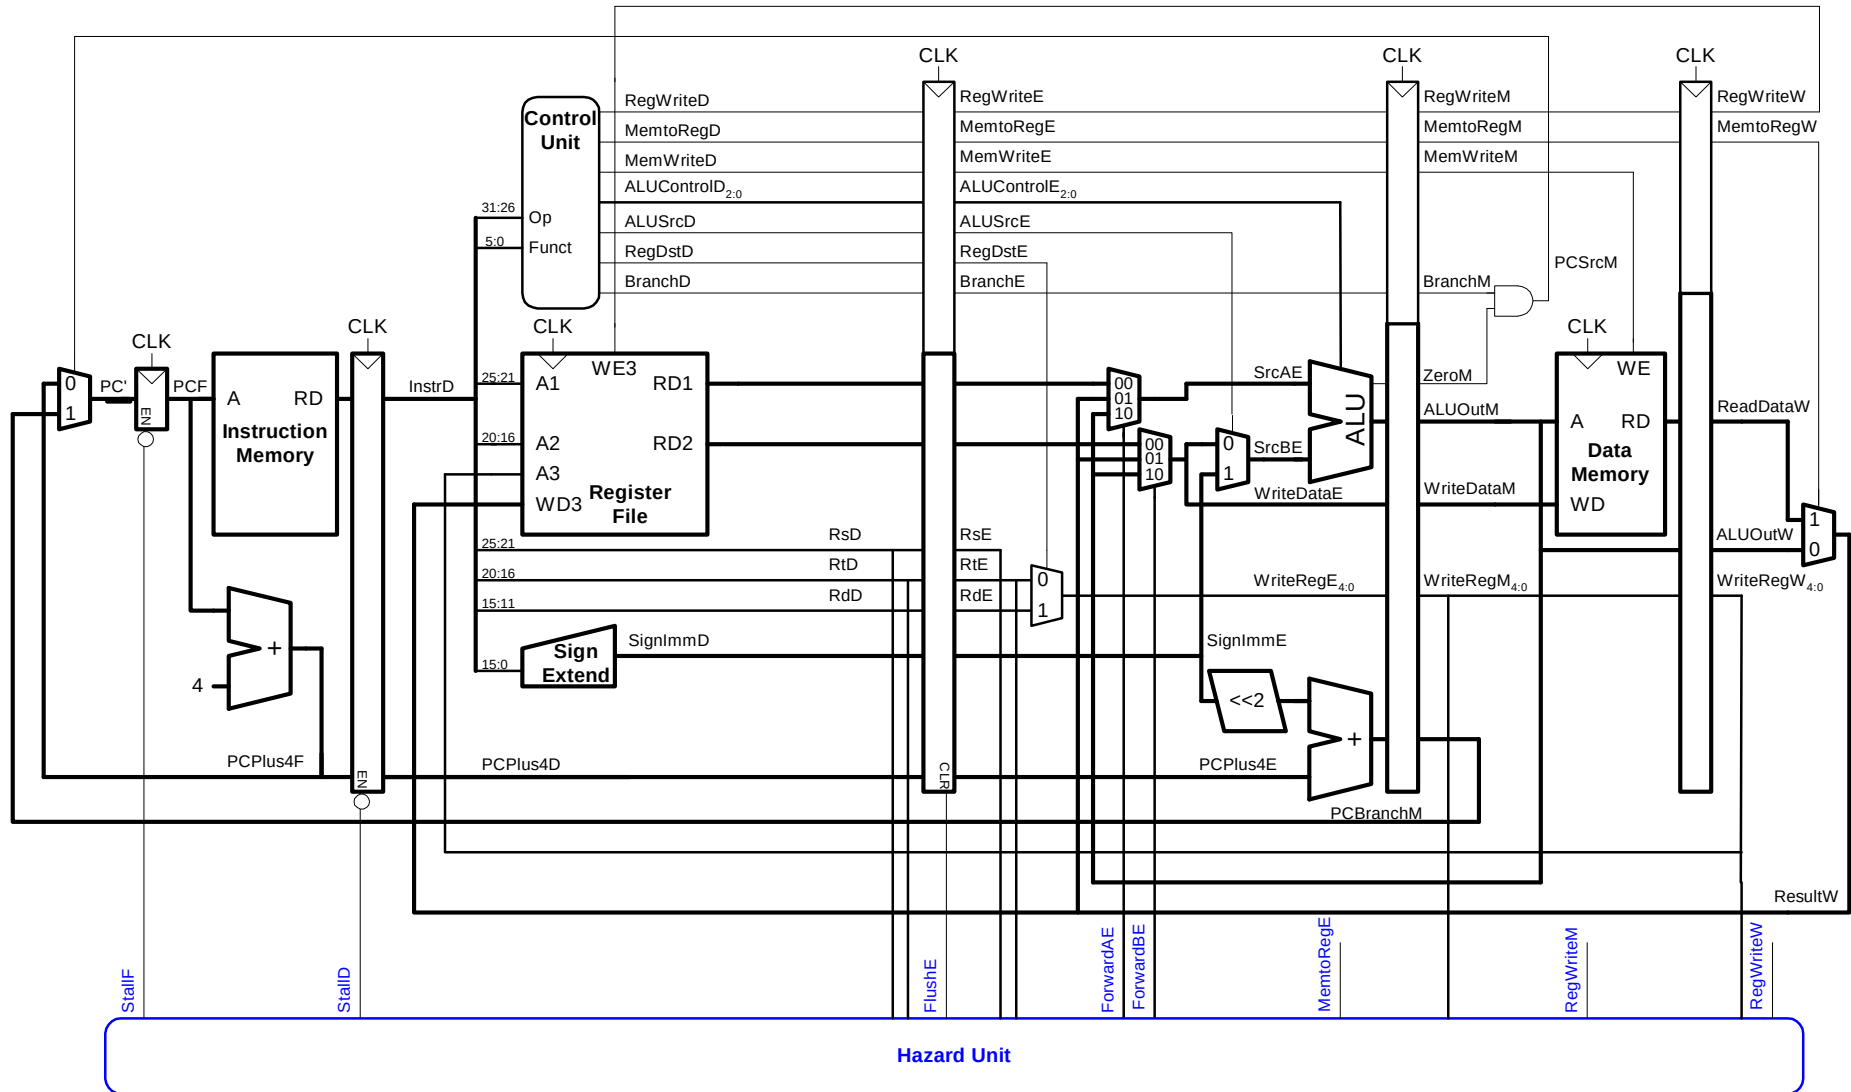 CLK
CLK
CLK
RegWriteD
RegWriteE
RegWriteM
RegWriteW
Control
Unit
MemtoRegD
MemtoRegE
MemtoRegM
MemtoRegW
MemWriteD
MemWriteE
MemWriteM
ALUControlD2:0
ALUControlE2:0
31:26
Op
ALUSrcD
ALUSrcE
5:0
Funct
RegDstD
RegDstE
PCSrcM
BranchD
BranchE
BranchM
CLK
CLK
CLK
CLK
0
1
PC'
EN
PCF
A
RD
Instruction
Memory
InstrD
25:21
A1
WE3
RD1
20:16
A2
RD2
A3
WD3
Register
File
00
01
10
00
01
10
SrcAE
0
1
SrcBE
ALU
ZeroM
ALUOutM
WE
A
RD
Data
Memory
WD
ReadDataW
WriteDataE
WriteDataM
1
0
ALUOutW
25:21
RsD
RsE
20:16
RtD
RtE
0
1
15:11
RdD
RdE
WriteRegE4:0
WriteRegM4:0
WriteRegW4:0
SignImmD
SignImmE
Sign
Extend
15:0
+
4
<<2
+
PCPlus4F
EN
PCPlus4D
CLR
PCPlus4E
PCBranchM
ResultW
StallF
StallD
FlushE
ForwardAE
ForwardBE
MemtoRegE
RegWriteM
RegWriteW
Hazard Unit